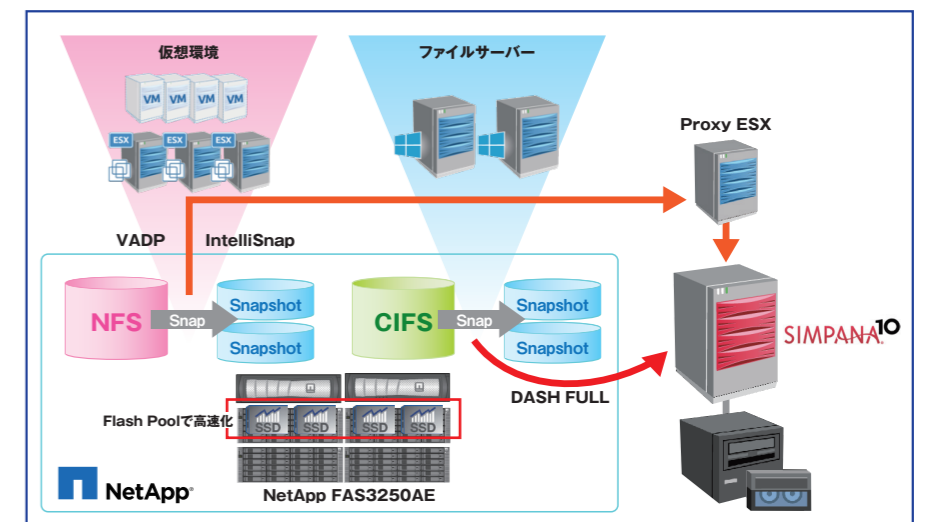 仮想環境
ファイルサーバー
VM VM VM VM
ESX ESX ESX
Proxy ESX
VADP IntelliSnap
NFS Snap Snapshot
Snapshot
CIFS Snap Snapshot
Snapshot
SIMPANA 10
DASH FULL
Flash Poolで高速化
SSD SSD SSD SSD
NetApp
NetApp FAS3250AE